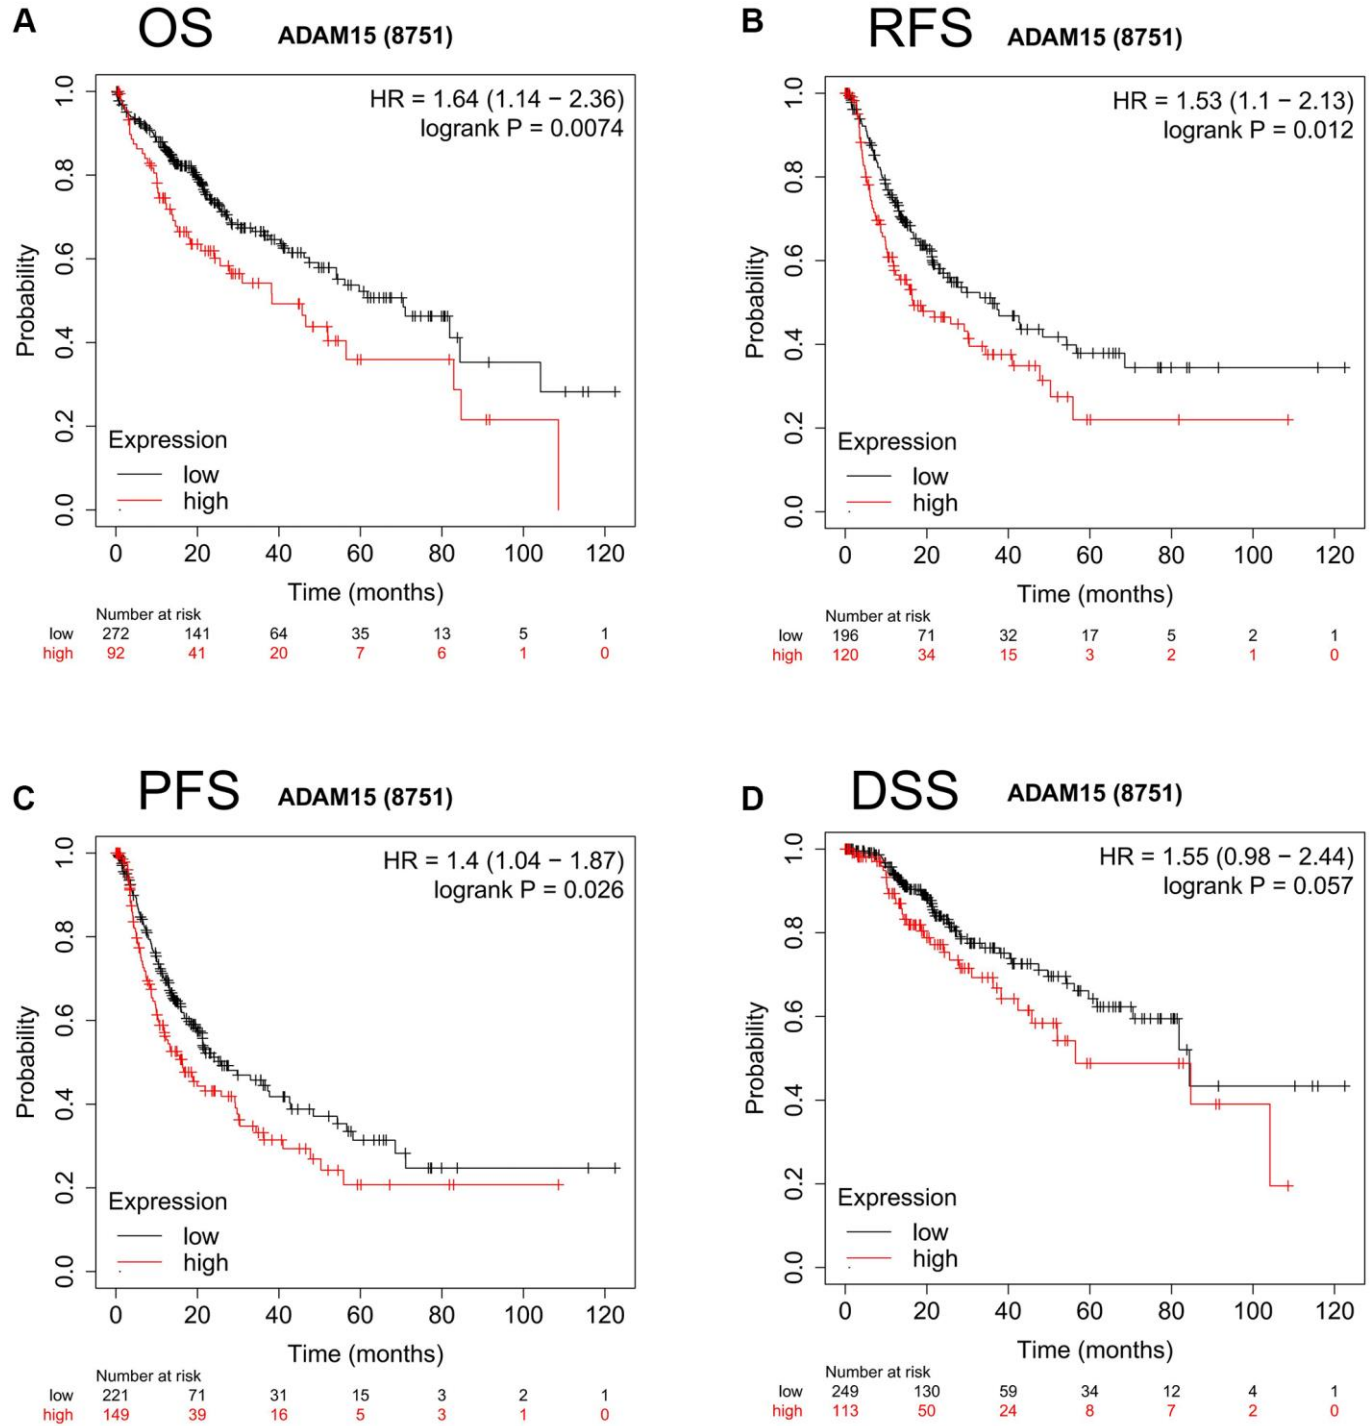 A OS ADAM15 (8751)
HR = 1.64 (1.14 − 2.36)
logrank P = 0.0074
Probability
1.0
0.8
0.6
0.4
0.2
0.0
Expression
low
high
0 20 40 60 80 100 120
Time (months)
Number at risk
low 272 141 64 35 13 5 1
high 92 41 20 7 6 1 0
B RFS ADAM15 (8751)
HR = 1.53 (1.1 − 2.13)
logrank P = 0.012
Probability
1.0
0.8
0.6
0.4
0.2
0.0
Expression
low
high
0 20 40 60 80 100 120
Time (months)
Number at risk
low 196 71 32 17 5 2 1
high 120 34 15 3 2 1 0
C PFS ADAM15 (8751)
HR = 1.4 (1.04 − 1.87)
logrank P = 0.026
Probability
1.0
0.8
0.6
0.4
0.2
0.0
Expression
low
high
0 20 40 60 80 100 120
Time (months)
Number at risk
low 221 71 31 15 3 2 1
high 149 39 16 5 3 1 0
D DSS ADAM15 (8751)
HR = 1.55 (0.98 − 2.44)
logrank P = 0.057
Probability
1.0
0.8
0.6
0.4
0.2
0.0
Expression
low
high
0 20 40 60 80 100 120
Time (months)
Number at risk
low 249 130 59 34 12 4 1
high 113 50 24 8 7 2 0